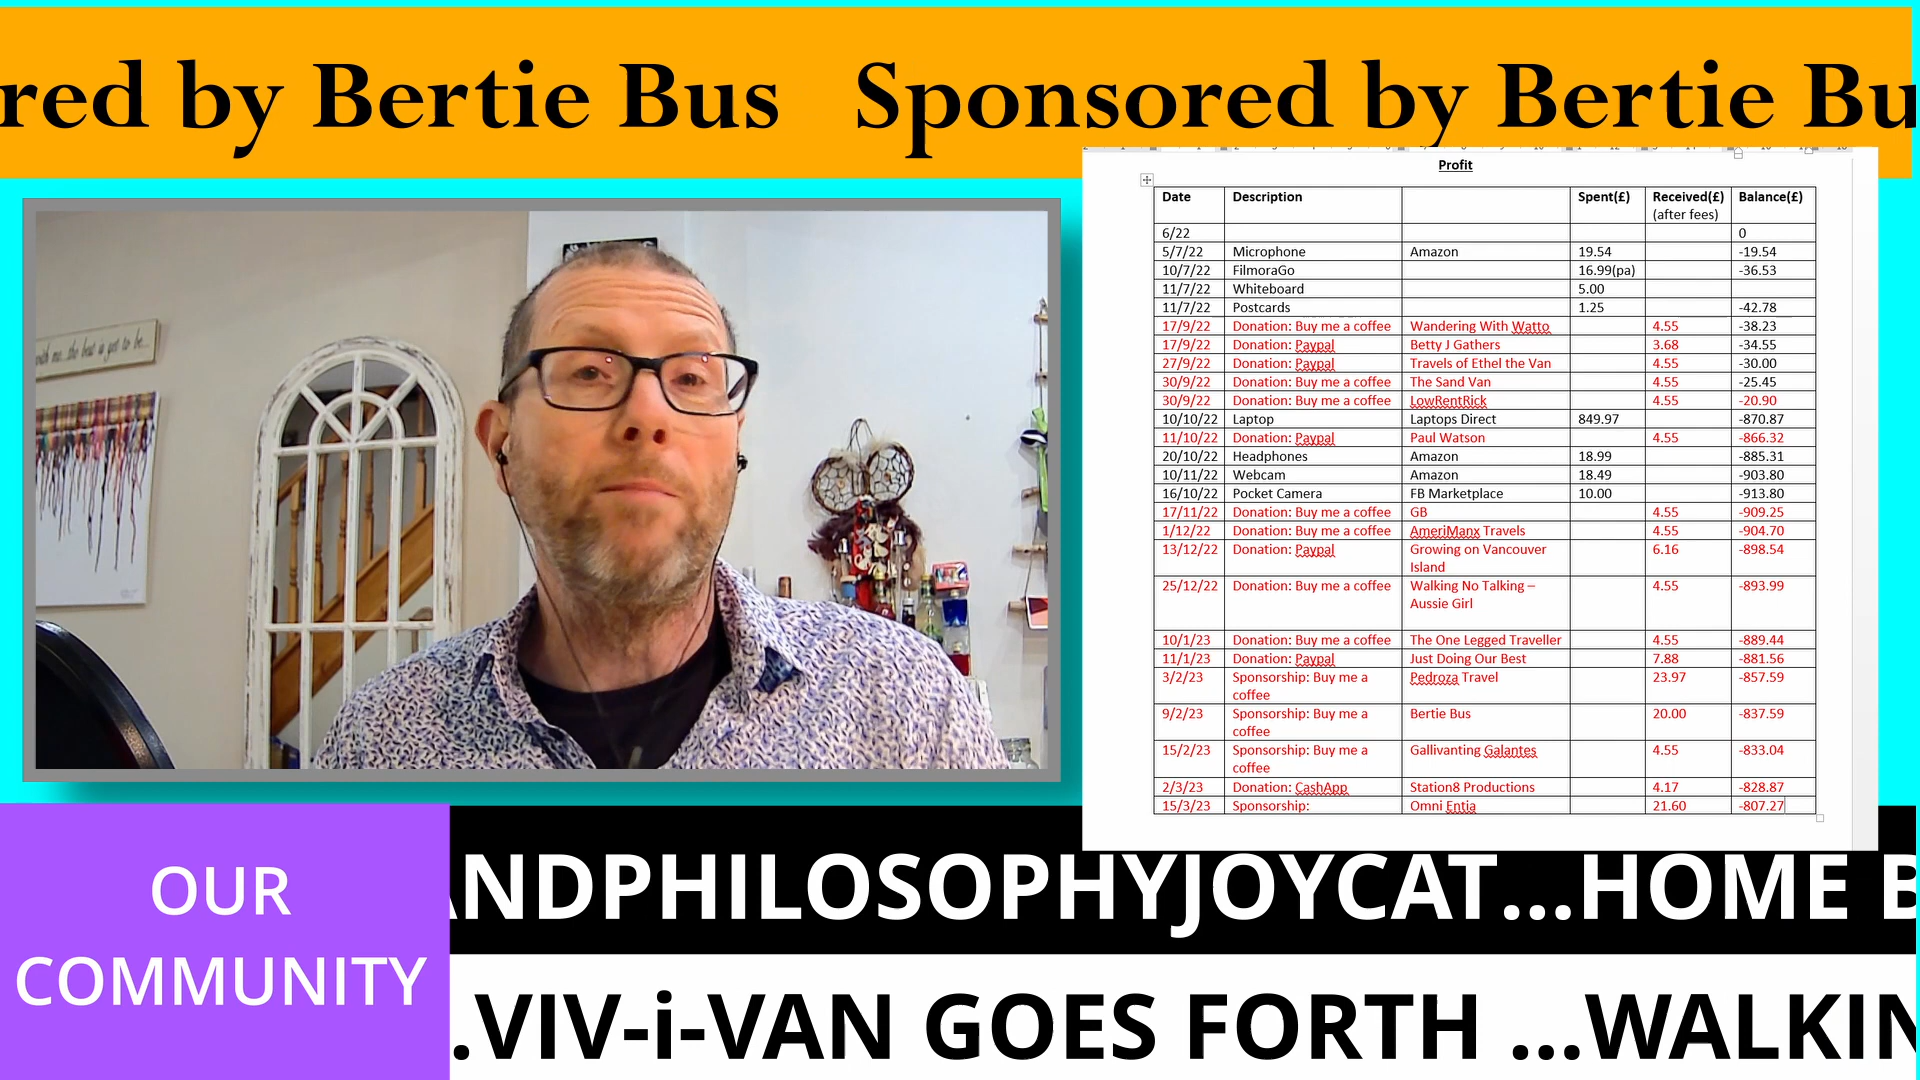 red by Bertie Bus Sponsored by Bertie Bu
with me...the best is yet to be...
Profit
Date Description Spent(£) Received(£) Balance(£)
(after fees)
6/22 0
5/7/22 Microphone Amazon 19.54 -19.54
10/7/22 FilmoraGo 16.99(pa) -36.53
11/7/22 Whiteboard 5.00
11/7/22 Postcards 1.25 -42.78
17/9/22 Donation: Buy me a coffee Wandering With Watto 4.55 -38.23
17/9/22 Donation: Paypal Betty J Gathers 3.68 -34.55
27/9/22 Donation: Paypal Travels of Ethel the Van 4.55 -30.00
30/9/22 Donation: Buy me a coffee The Sand Van 4.55 -25.45
30/9/22 Donation: Buy me a coffee LowRentRick 4.55 -20.90
10/10/22 Laptop Laptops Direct 849.97 -870.87
11/10/22 Donation: Paypal Paul Watson 4.55 -866.32
20/10/22 Headphones Amazon 18.99 -885.31
10/11/22 Webcam Amazon 18.49 -903.80
16/10/22 Pocket Camera FB Marketplace 10.00 -913.80
17/11/22 Donation: Buy me a coffee GB 4.55 -909.25
1/12/22 Donation: Buy me a coffee AmeriManx Travels 4.55 -904.70
13/12/22 Donation: Paypal Growing on Vancouver 6.16 -898.54
Island
25/12/22 Donation: Buy me a coffee Walking No Talking – 4.55 -893.99
Aussie Girl
10/1/23 Donation: Buy me a coffee The One Legged Traveller 4.55 -889.44
11/1/23 Donation: Paypal Just Doing Our Best 7.88 -881.56
3/2/23 Sponsorship: Buy me a Pedroza Travel 23.97 -857.59
coffee
9/2/23 Sponsorship: Buy me a Bertie Bus 20.00 -837.59
coffee
15/2/23 Sponsorship: Buy me a Gallivanting Galantes 4.55 -833.04
coffee
2/3/23 Donation: CashApp Station8 Productions 4.17 -828.87
15/3/23 Sponsorship: Omni Entia 21.60 -807.27
OUR
COMMUNITY
NDPHILOSOPHYJOYCAT...HOME B
.VIV-i-VAN GOES FORTH ...WALKIN